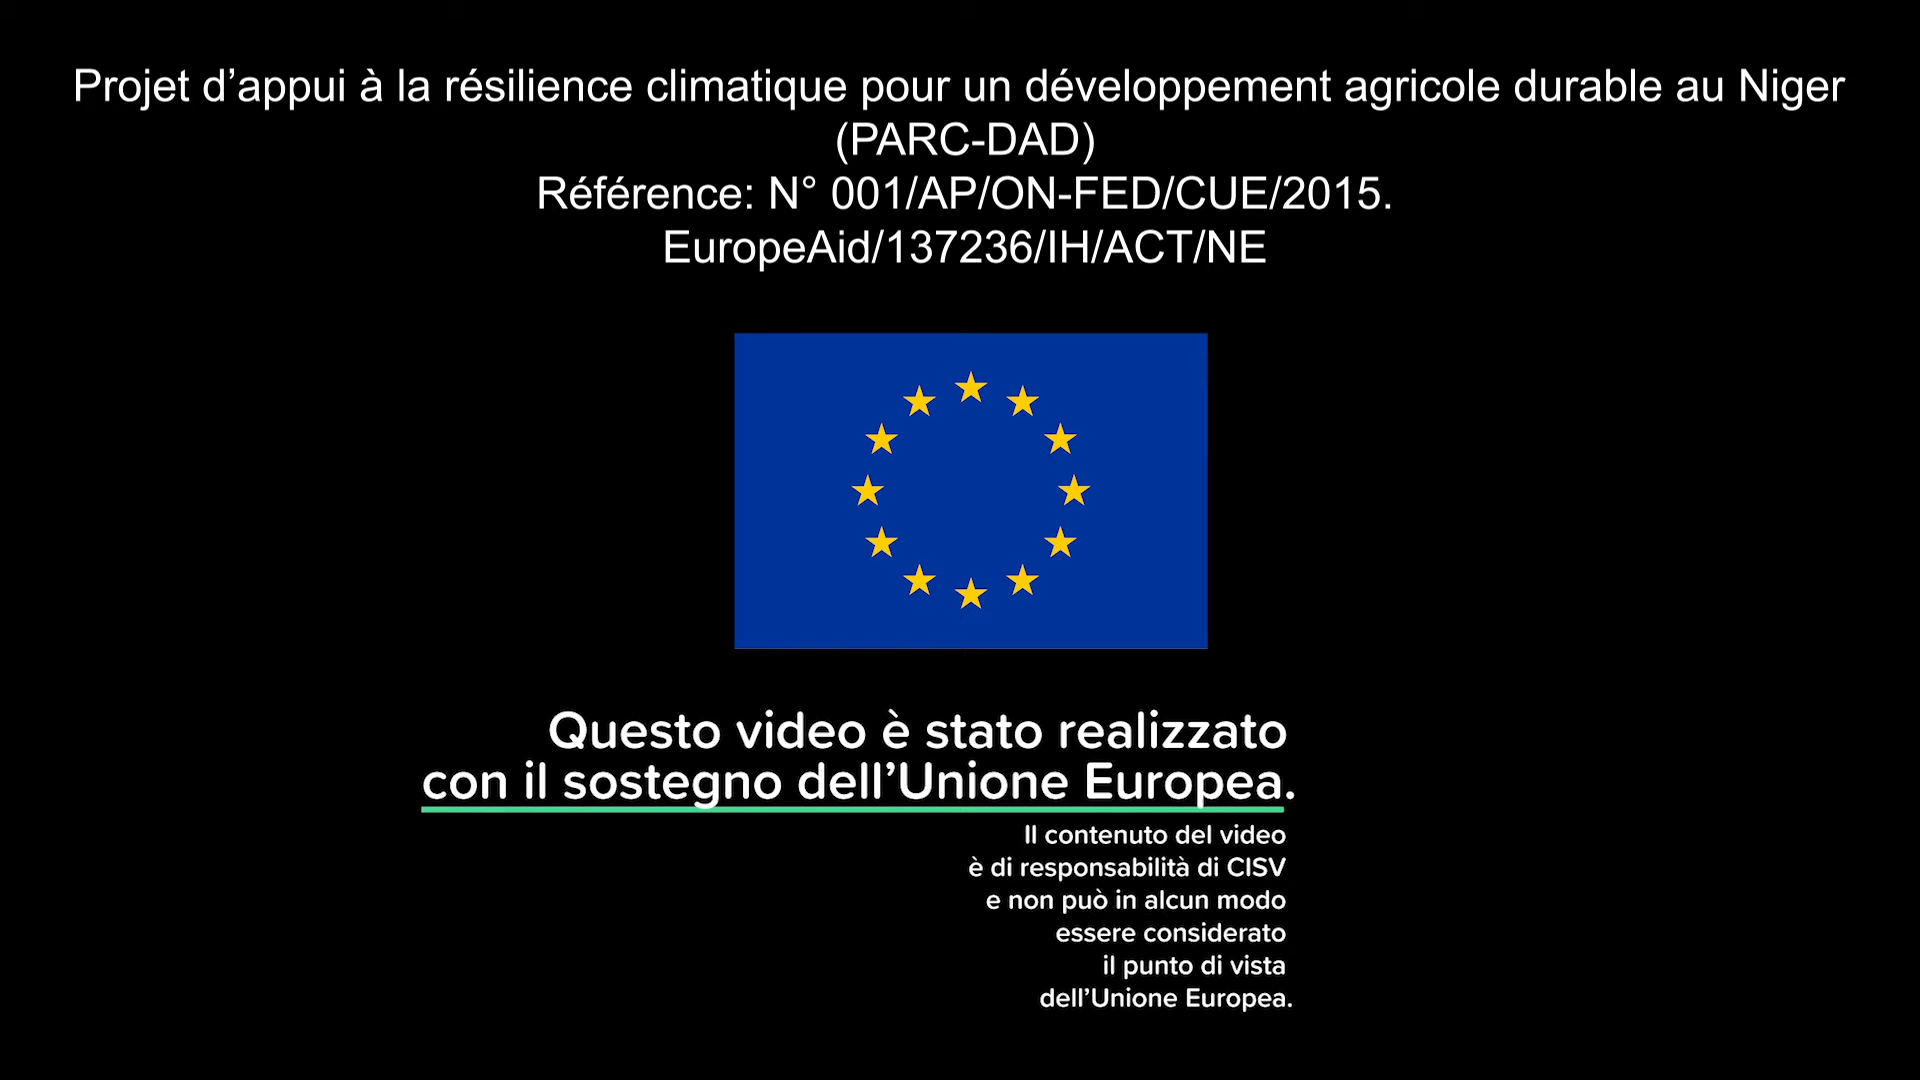 Projet d’appui à la résilience climatique pour un développement agricole durable au Niger
(PARC-DAD)
Référence: N° 001/AP/ON-FED/CUE/2015.
EuropeAid/137236/IH/ACT/NE
Questo video è stato realizzato
con il sostegno dell’Unione Europea.
Il contenuto del video
è di responsabilità di CISV
e non può in alcun modo
essere considerato
il punto di vista
dell’Unione Europea.